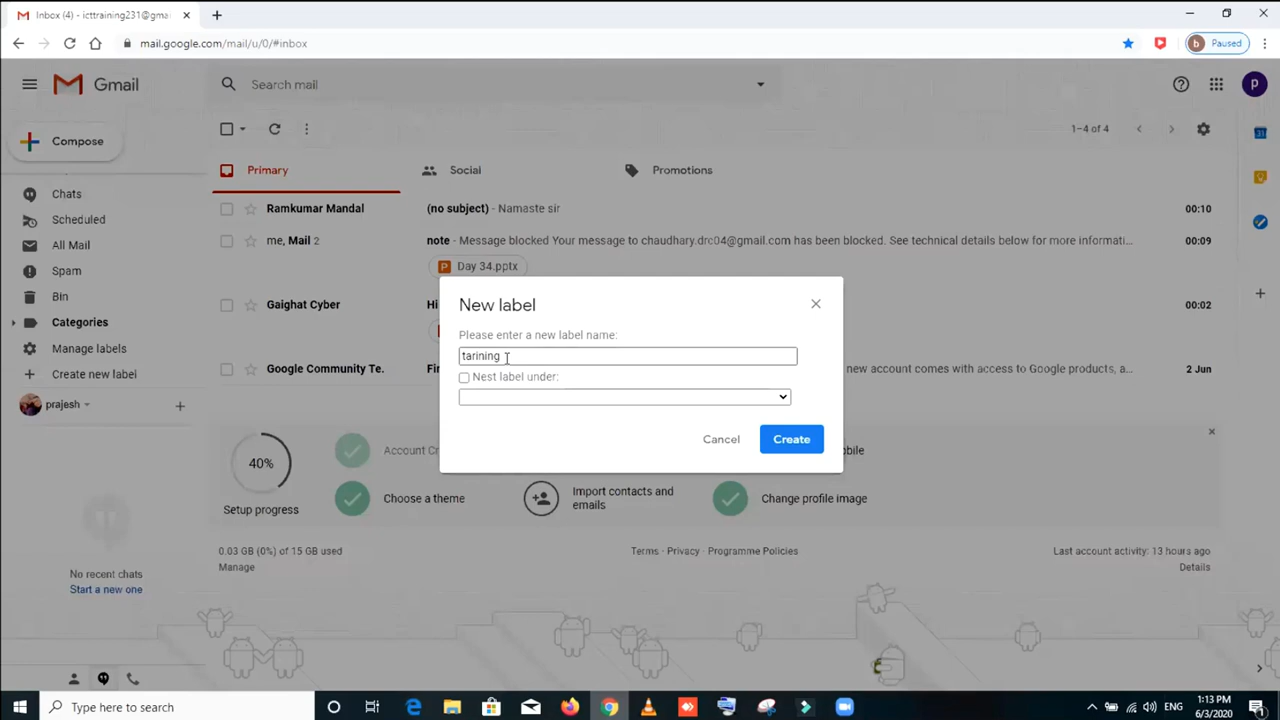 Inbox (4) - icttraining231@gma
mail.google.com/mail/u/0/#inbox
b Paused
Gmail
Search mail
p
Compose
1–4 of 4
Primary
Social
Promotions
Chats
Scheduled
All Mail
Spam
Bin
Categories
Manage labels
Create new label
prajesh
Ramkumar Mandal (no subject) - Namaste sir 00:10
me, Mail 2 note - Message blocked Your message to chaudhary.drc04@gmail.com has been blocked. See technical details below for more informati... 00:09
Day 34.pptx
Gaighat Cyber Hi 00:02
Google Community Te. new account comes with access to Google products, a... 2 Jun
New label
Please enter a new label name:
tarining
Nest label under:
Cancel
Create
40%
Setup progress
Account Cr
Choose a theme
Import contacts and
emails
Change profile image
0.03 GB (0%) of 15 GB used
Manage
Terms · Privacy · Programme Policies
Last account activity: 13 hours ago
Details
No recent chats
Start a new one
Type here to search
ENG
1:13 PM
6/3/2020